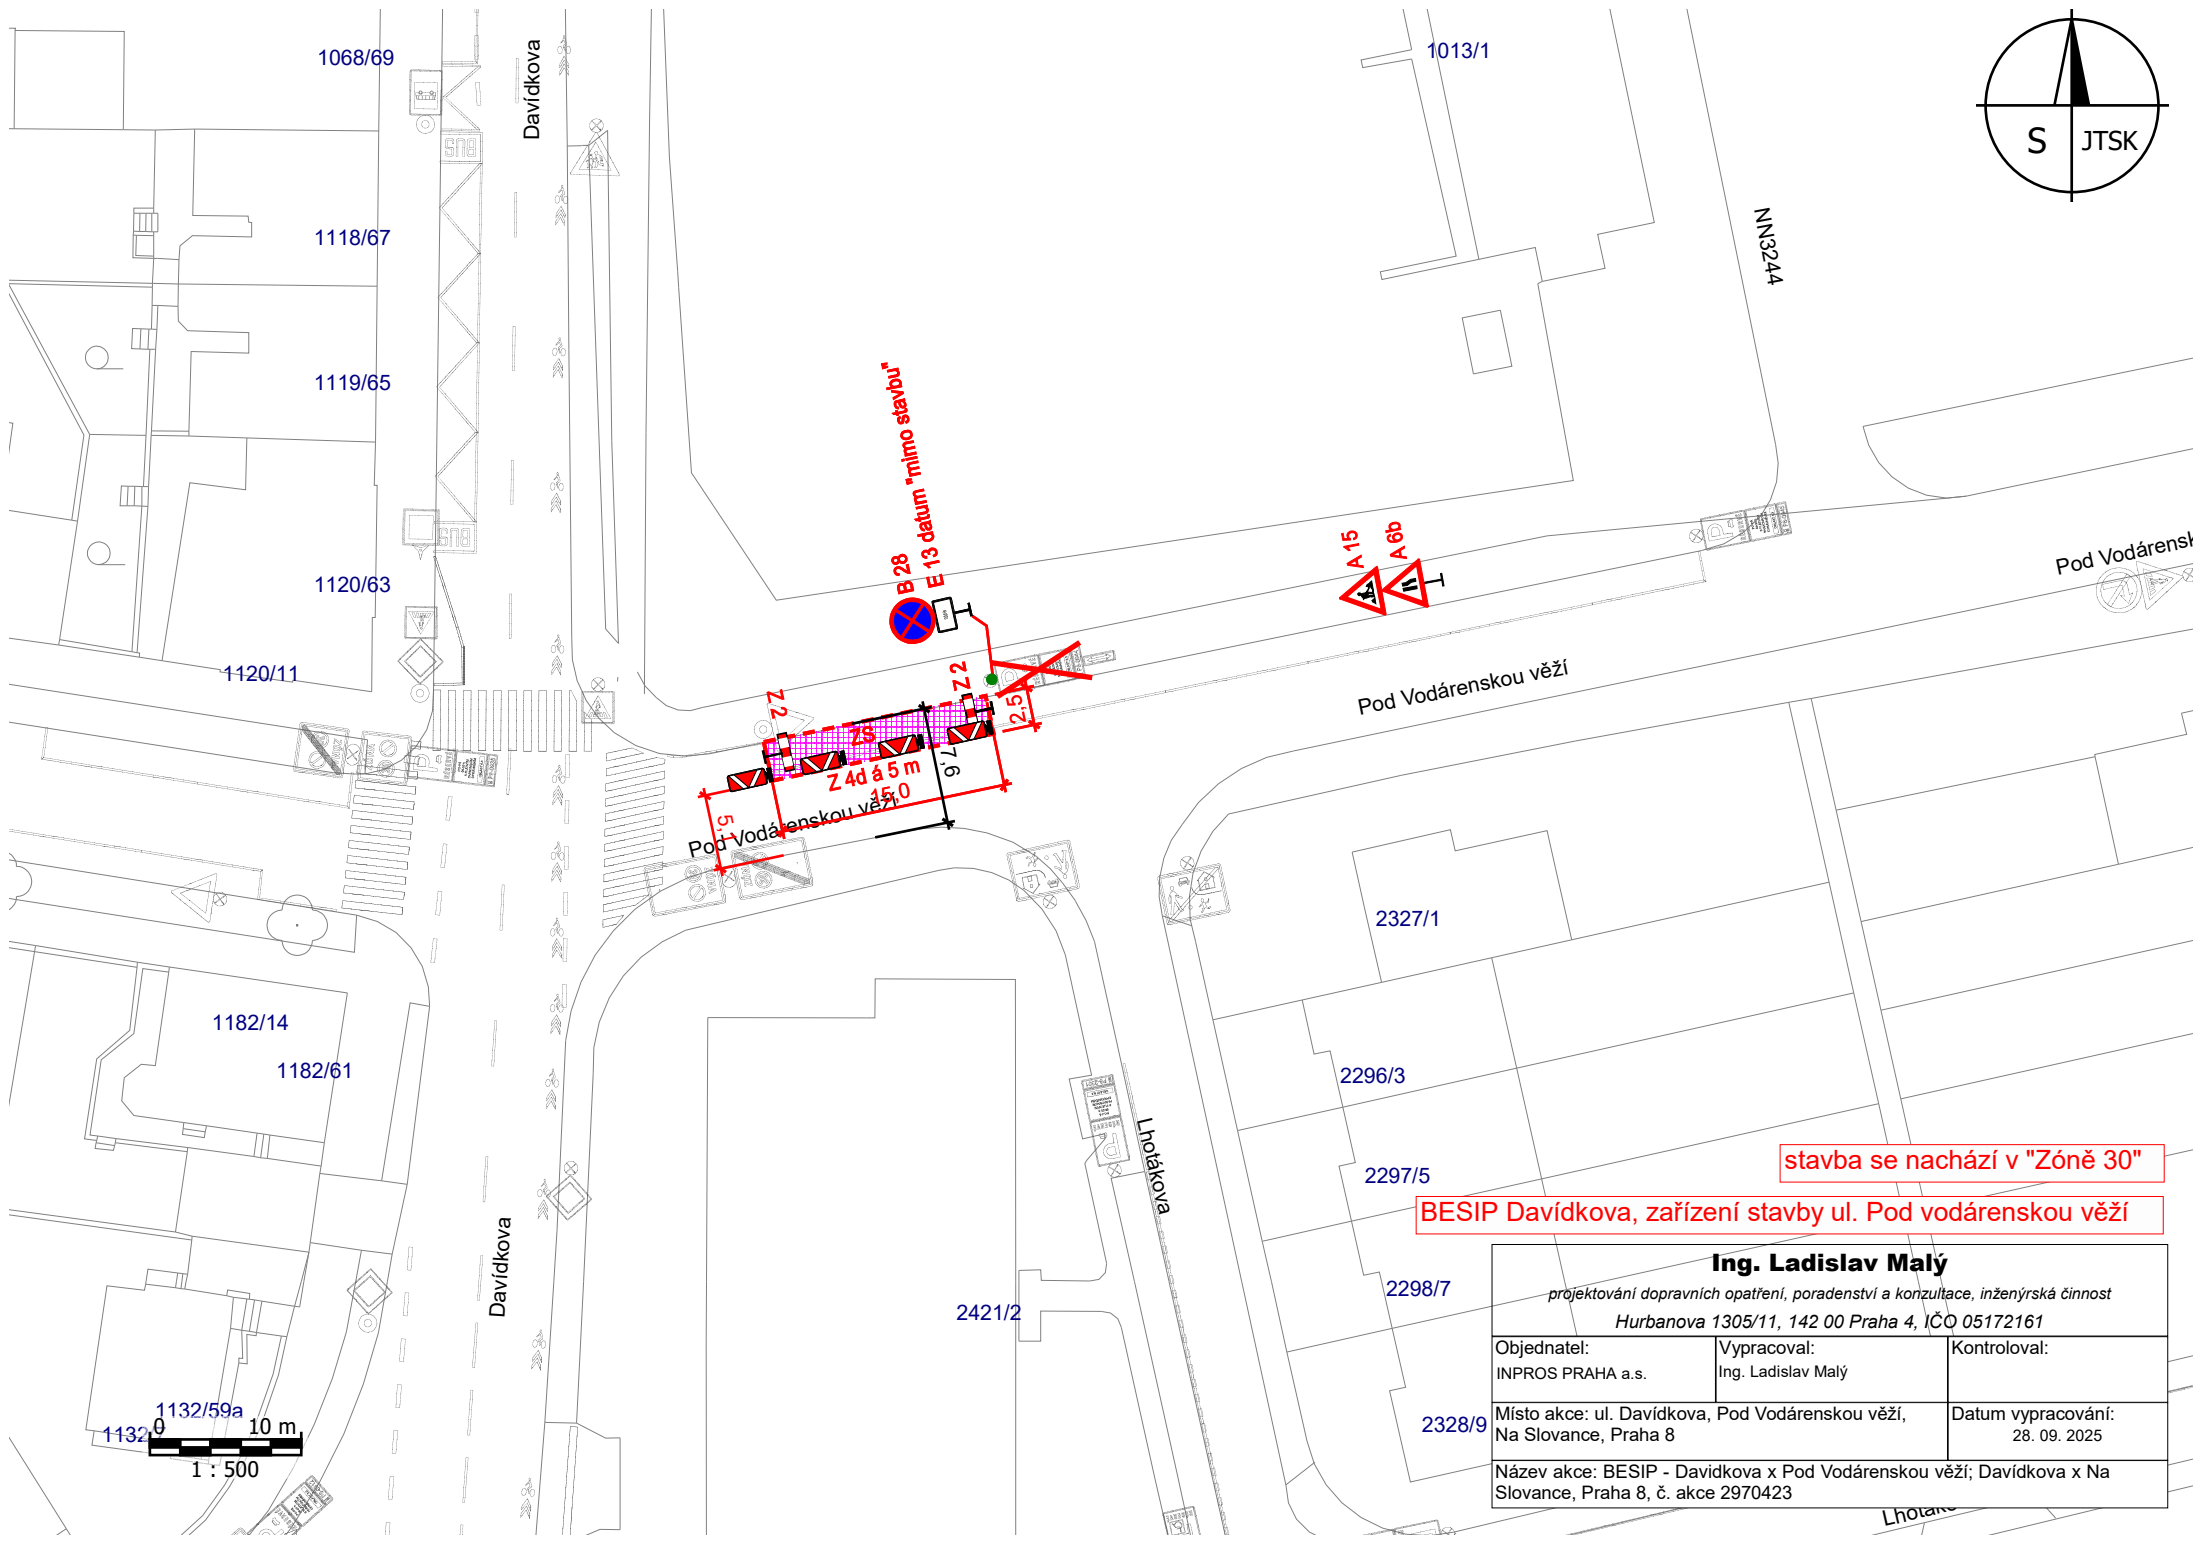 1068/69
Davídkova
1013/1
S
JTSK
BUS
1118/67
NN3244
1119/65
B 28
E 13 datum "mimo stavbu"
A 15
A 6b
BUS
1120/63
Pod Vodárensk
1120/11
Z 2
Z 2
2,5
Pod Vodárenskou věží
ZS
7,6
Z 4d á 5 m
15,0
5,1
Pod Vodárenskou věží
2327/1
1182/14
1182/61
2296/3
Lhotákova
2297/5
Davídkova
2298/7
2421/2
2328/9
1132/59a
1132
0 10 m
1 : 500
stavba se nachází v "Zóně 30"
BESIP Davídkova, zařízení stavby ul. Pod vodárenskou věží
Ing. Ladislav Malý
projektování dopravních opatření, poradenství a konzultace, inženýrská činnost
Hurbanova 1305/11, 142 00 Praha 4, IČO 05172161
Objednatel:
INPROS PRAHA a.s.
Vypracoval:
Ing. Ladislav Malý
Kontroloval:
Místo akce: ul. Davídkova, Pod Vodárenskou věží,
Na Slovance, Praha 8
Datum vypracování:
28. 09. 2025
Název akce: BESIP - Davidkova x Pod Vodárenskou věží; Davídkova x Na
Slovance, Praha 8, č. akce 2970423